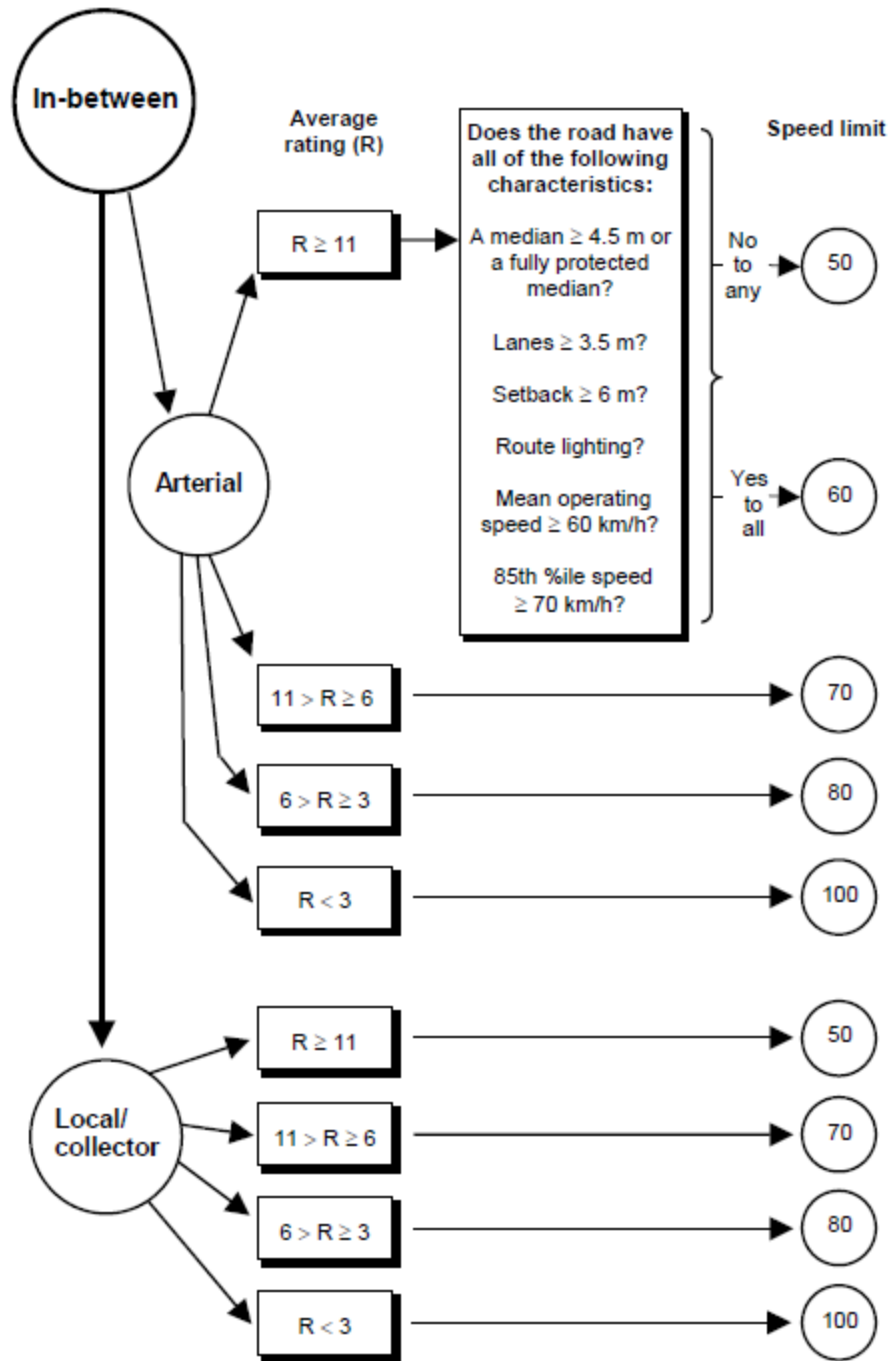 In-between
Average
rating (R)
Does the road have
all of the following
characteristics:
Speed limit
R ≥ 11
A median ≥ 4.5 m or
a fully protected
median?
No
to
any
50
Lanes ≥ 3.5 m?
Setback ≥ 6 m?
Route lighting?
Arterial
Mean operating
speed ≥ 60 km/h?
Yes
to
all
60
85th %ile speed
≥ 70 km/h?
11 > R ≥ 6
70
6 > R ≥ 3
80
R < 3
100
R ≥ 11
50
Local/
collector
11 > R ≥ 6
70
6 > R ≥ 3
80
R < 3
100